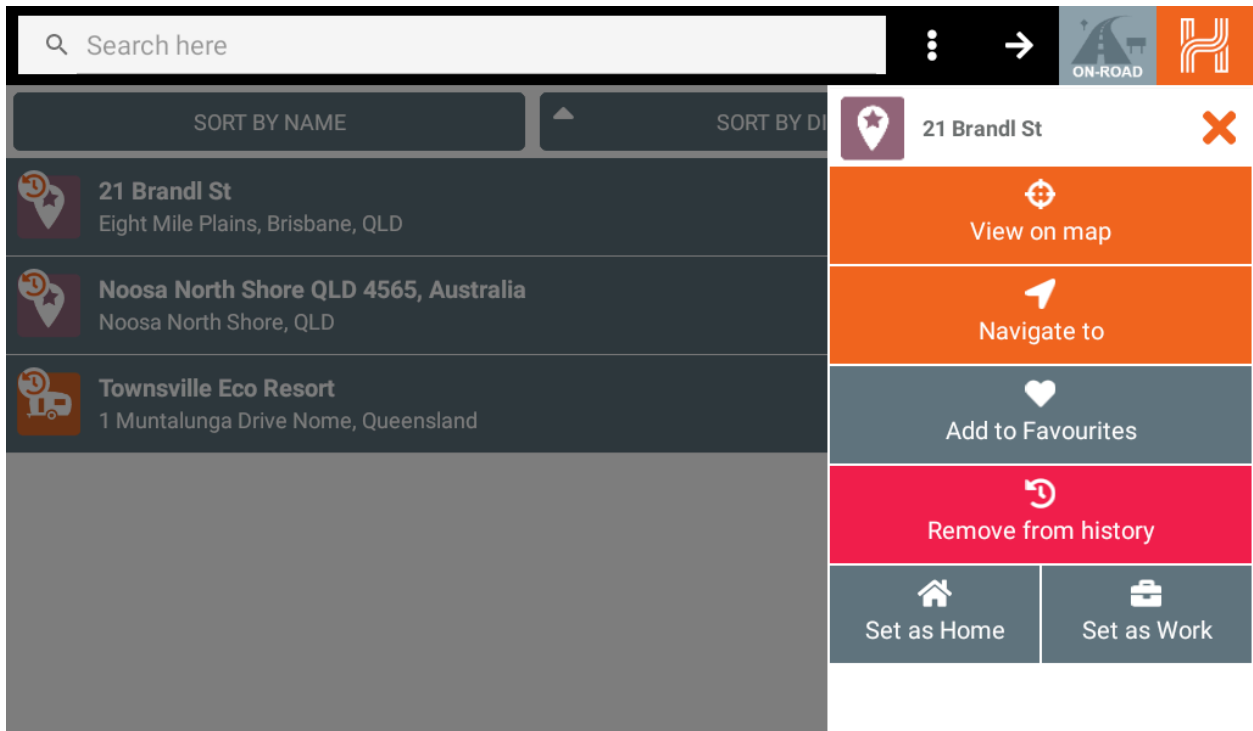 Search here
ON-ROAD
SORT BY NAME
SORT BY DI
21 Brandl St
Eight Mile Plains, Brisbane, QLD
Noosa North Shore QLD 4565, Australia
Noosa North Shore, QLD
Townsville Eco Resort
1 Muntalunga Drive Nome, Queensland
21 Brandl St
View on map
Navigate to
Add to Favourites
Remove from history
Set as Home
Set as Work